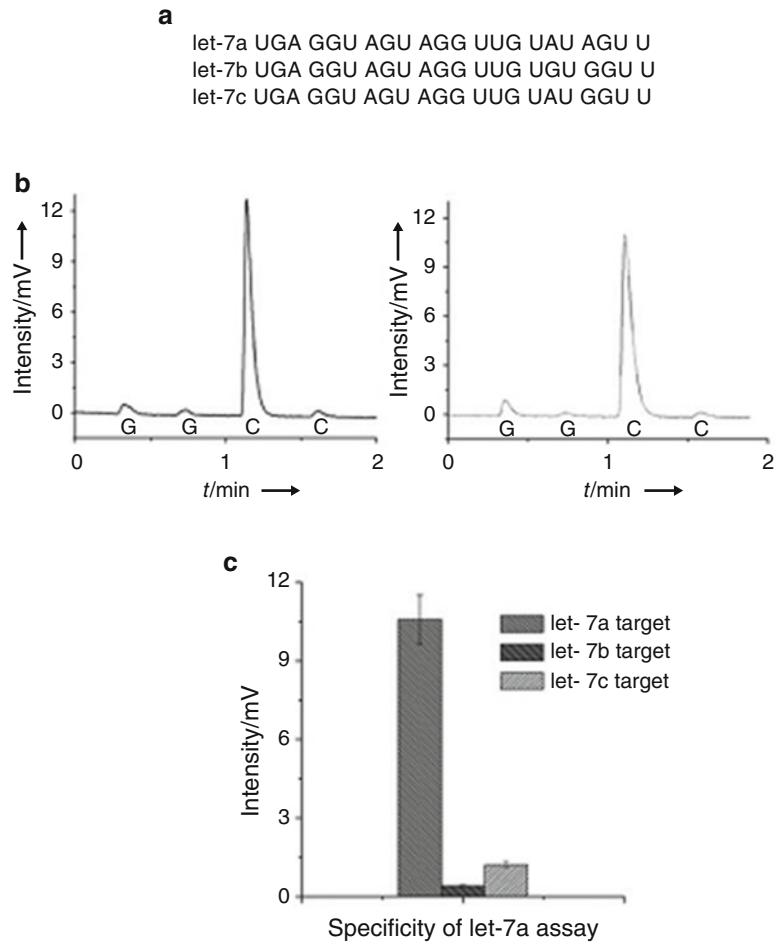 a
let-7a UGA GGU AGU AGG UUG UAU AGU U
let-7b UGA GGU AGU AGG UUG UGU GGU U
let-7c UGA GGU AGU AGG UUG UAU GGU U
b
Intensity/mV
12
9
6
3
0
G G C C
0 1 2
t/min
Intensity/mV
12
9
6
3
0
G G C C
0 1 2
t/min
c
Intensity/mV
12
9
6
3
0
let- 7a target
let- 7b target
let- 7c target
Specificity of let-7a assay